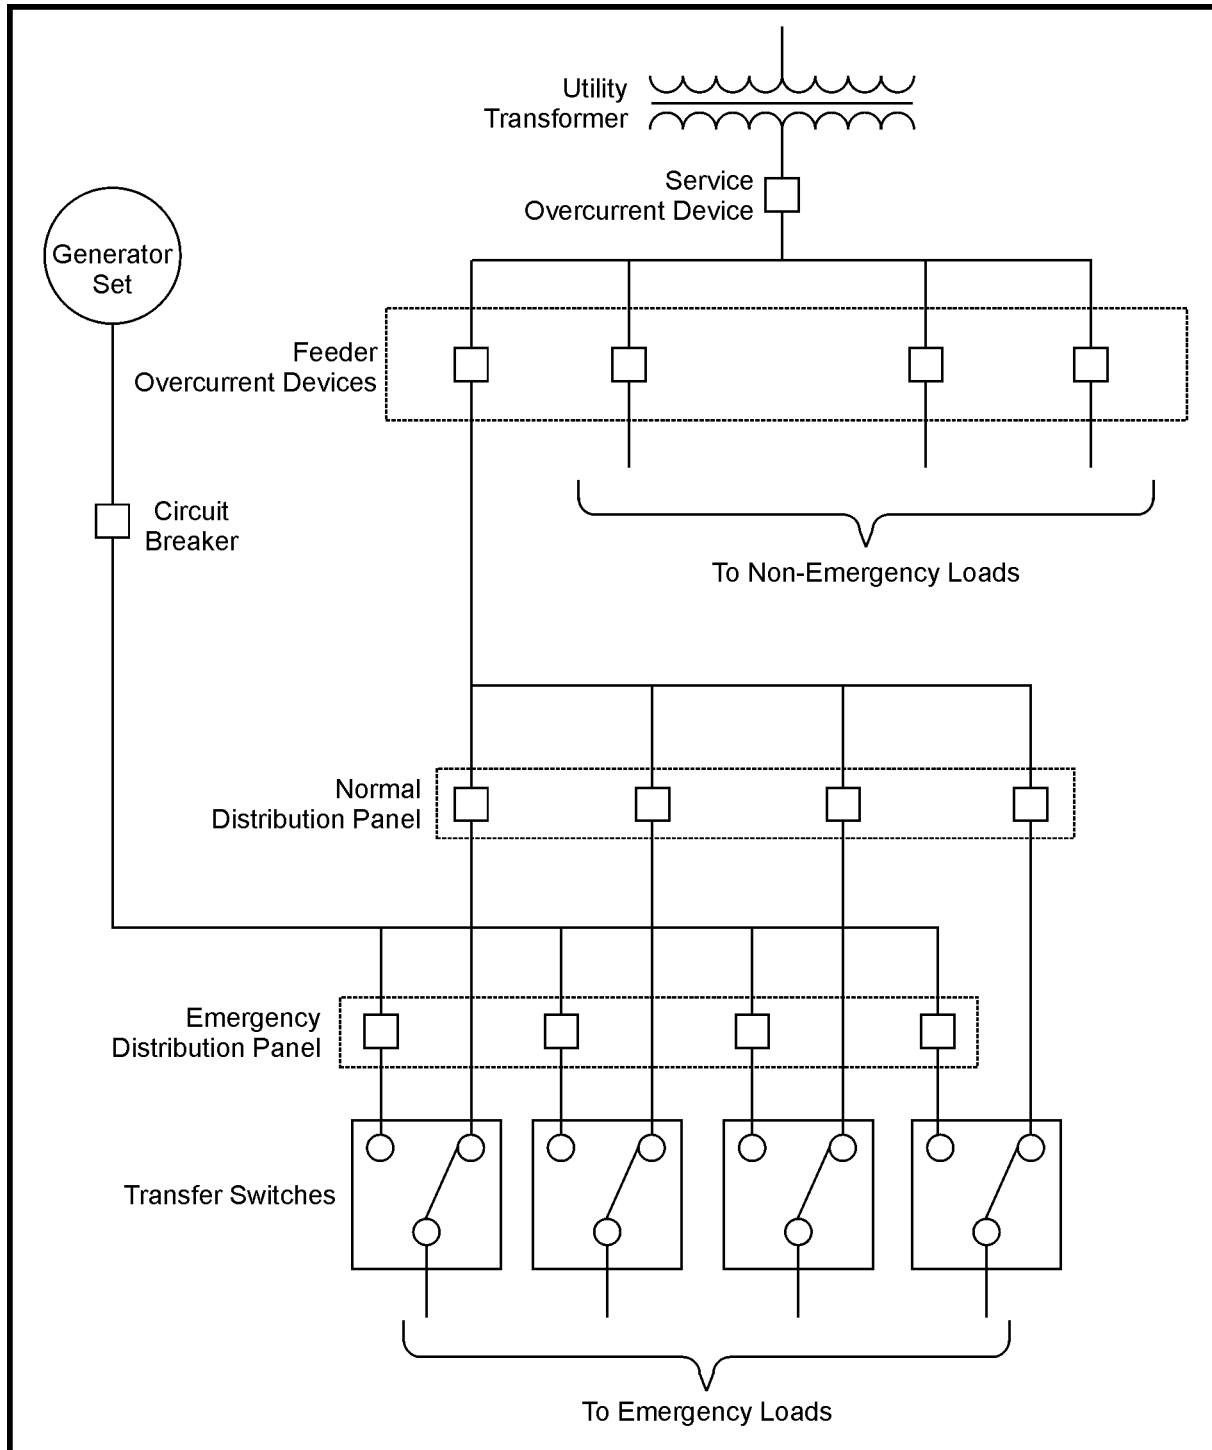 Utility
Transformer
Service
Overcurrent Device
Generator
Set
Feeder
Overcurrent Devices
Circuit
Breaker
To Non-Emergency Loads
Normal
Distribution Panel
Emergency
Distribution Panel
Transfer Switches
To Emergency Loads